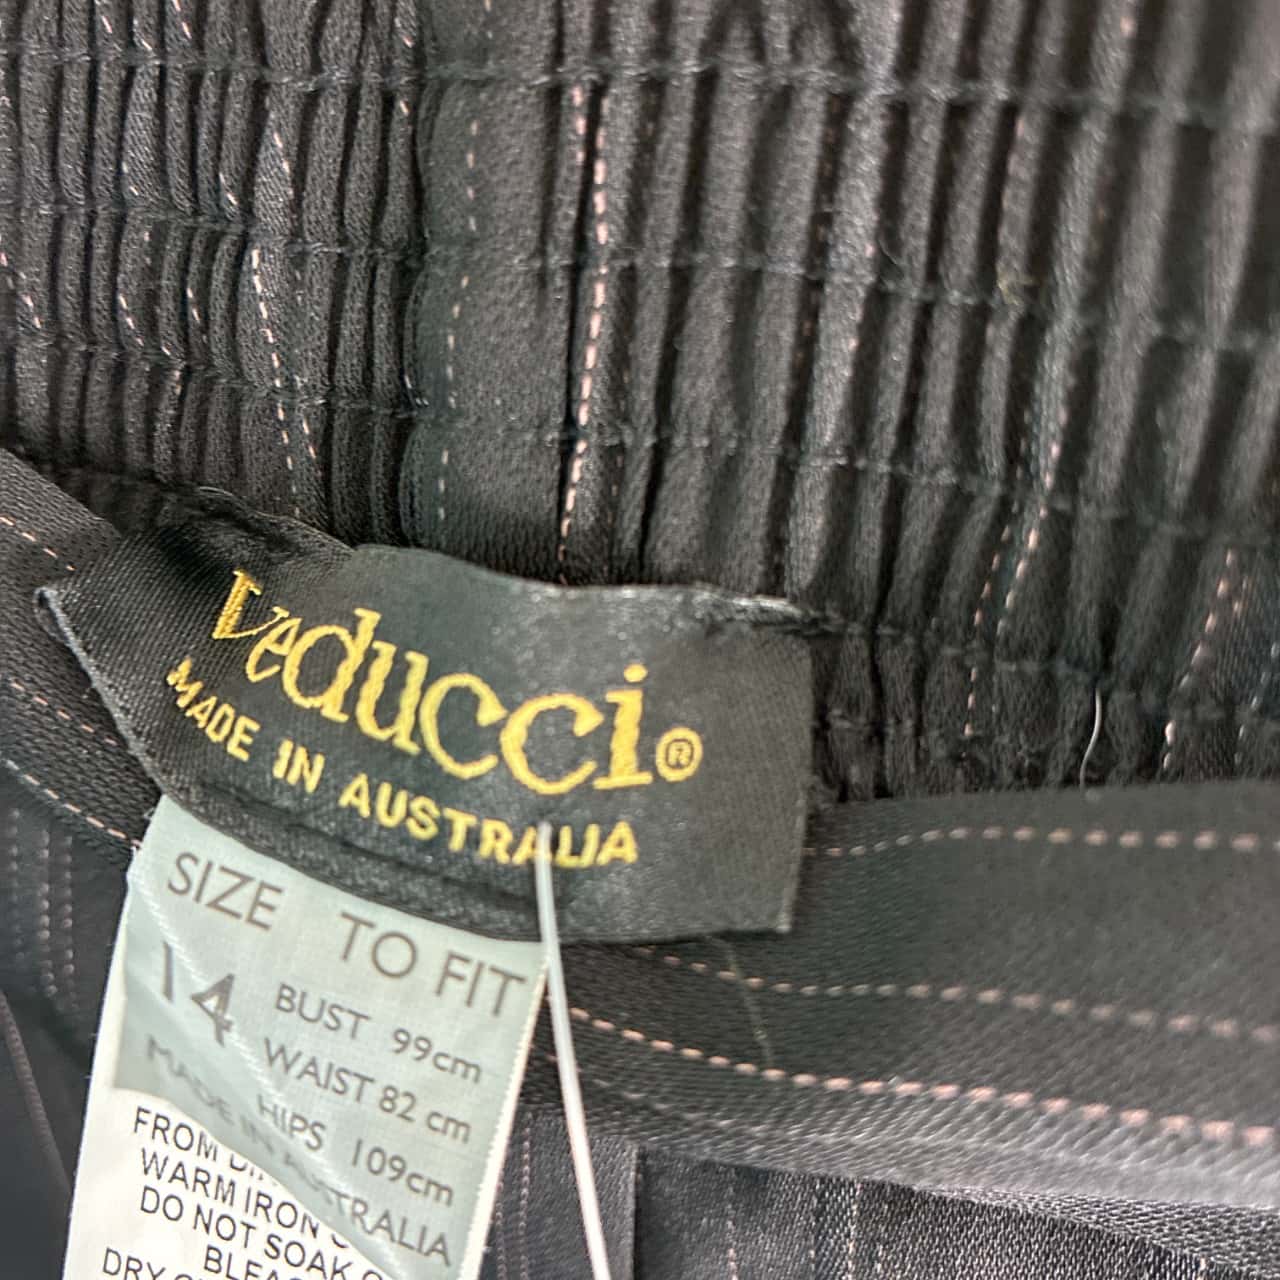 Veducci®
MADE IN AUSTRALIA
SIZE TO FIT
14 BUST 99cm
WAIST 82 cm
HIPS 109cm
MADE IN AUSTRALIA
FROM
WARM IRON
DO NOT SOAK
DRY